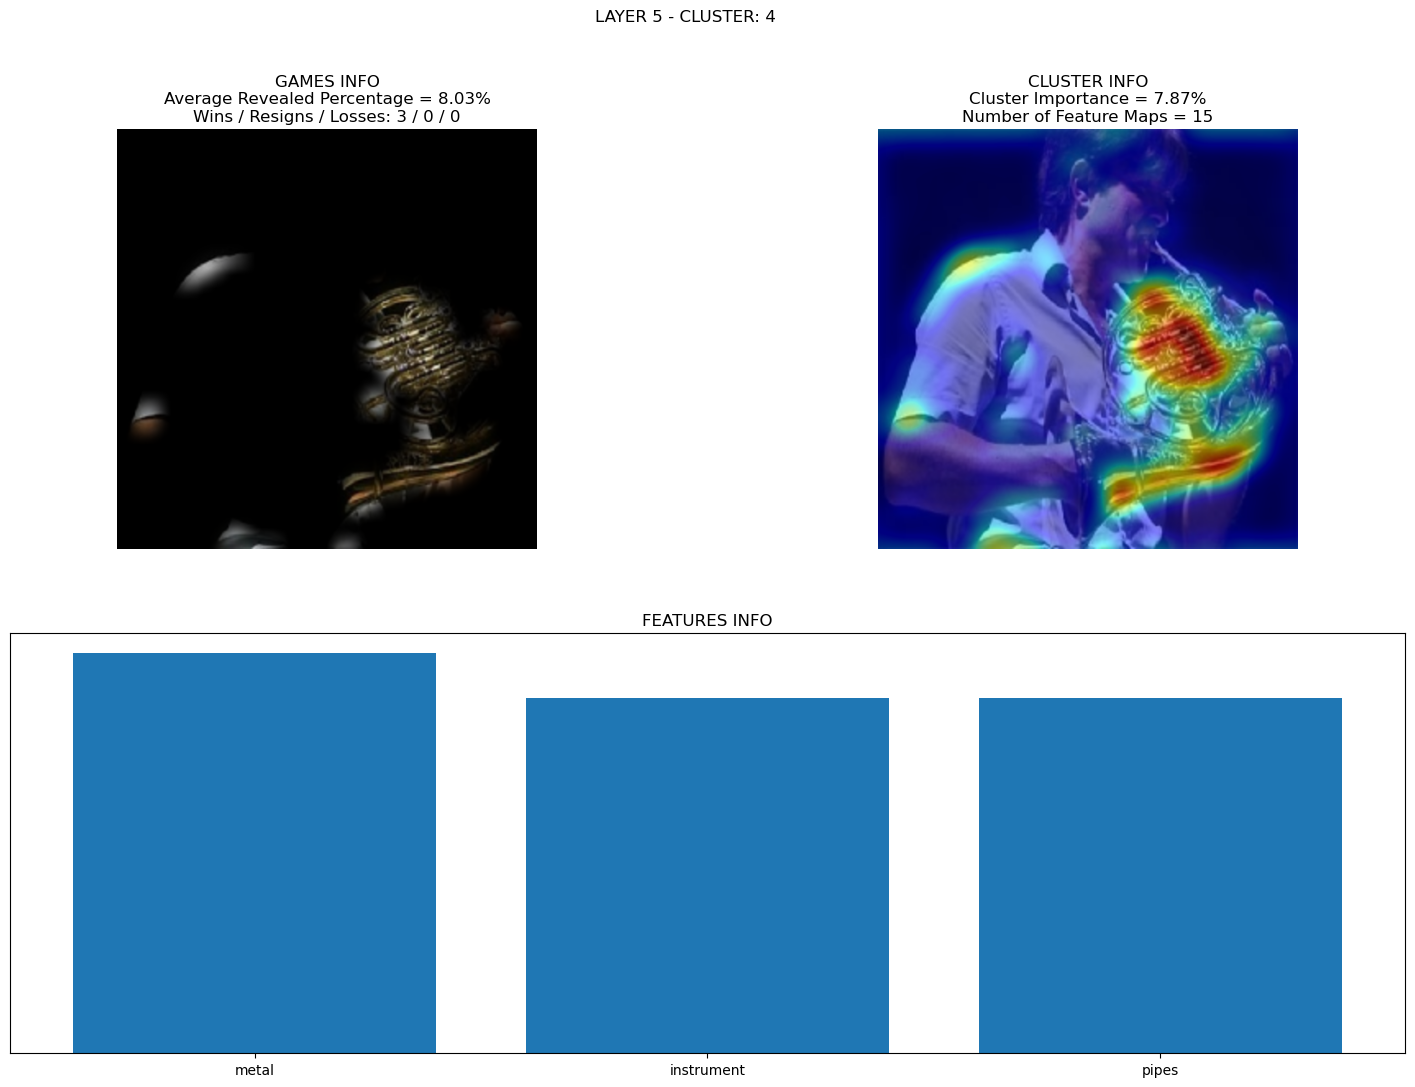 LAYER 5 - CLUSTER: 4
GAMES INFO
Average Revealed Percentage = 8.03%
Wins / Resigns / Losses: 3 / 0 / 0
CLUSTER INFO
Cluster Importance = 7.87%
Number of Feature Maps = 15
FEATURES INFO
metal
instrument
pipes